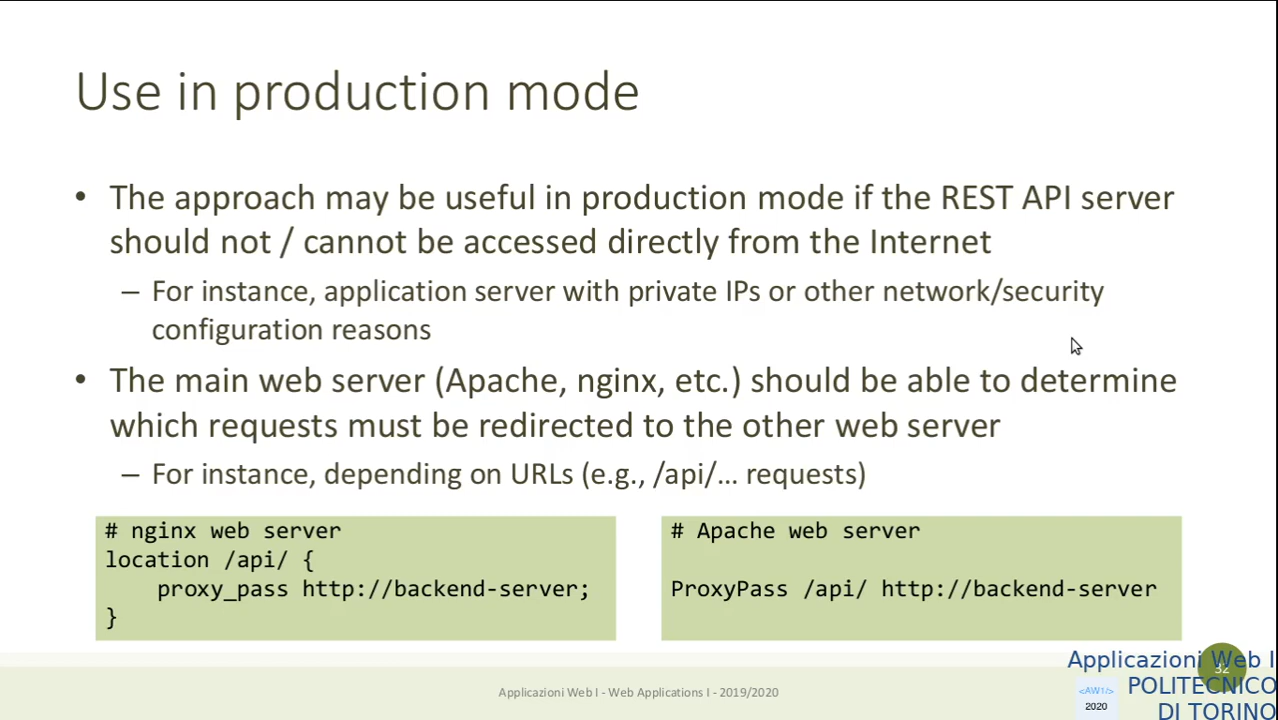 Use in production mode
• The approach may be useful in production mode if the REST API server
should not / cannot be accessed directly from the Internet
– For instance, application server with private IPs or other network/security
configuration reasons
• The main web server (Apache, nginx, etc.) should be able to determine
which requests must be redirected to the other web server
– For instance, depending on URLs (e.g., /api/… requests)
# nginx web server
location /api/ {
    proxy_pass http://backend-server;
}
# Apache web server
ProxyPass /api/ http://backend-server
Applicazioni Web I - Web Applications I - 2019/2020
32
Applicazioni Web I
POLITECNICO
DI TORINO
<AW1/>
2020